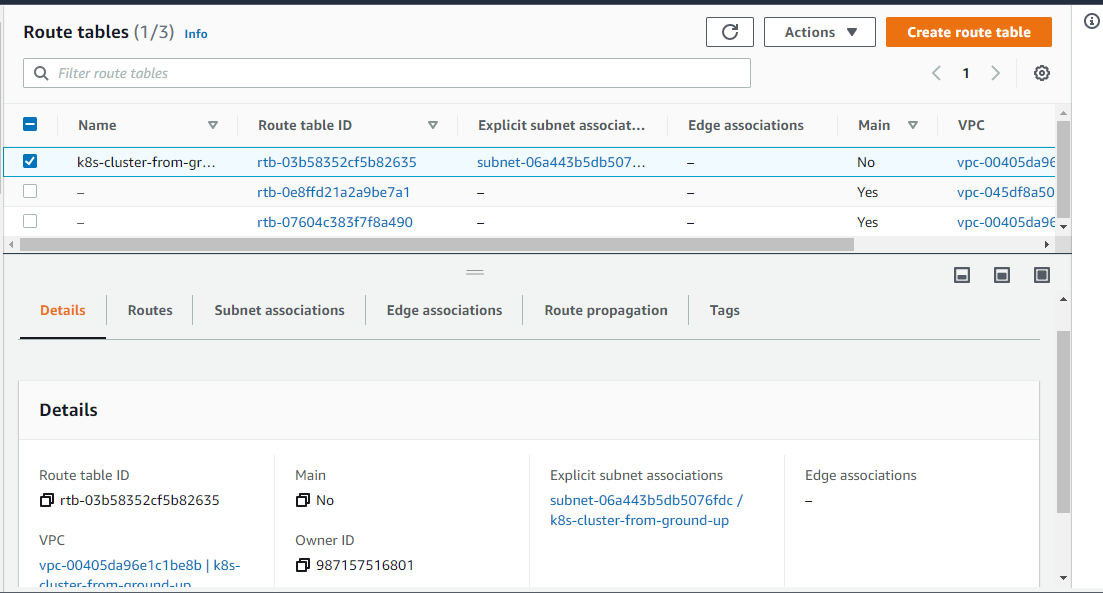 Route tables (1/3) Info
Actions
Create route table
Filter route tables
1
Name Route table ID Explicit subnet associat... Edge associations Main VPC
k8s-cluster-from-gr... rtb-03b58352cf5b82635 subnet-06a443b5db507... – No vpc-00405da96
– rtb-0e8ffd21a2a9be7a1 – – Yes vpc-045df8a50
– rtb-07604c383f7f8a490 – – Yes vpc-00405da96
Details Routes Subnet associations Edge associations Route propagation Tags
Details
Route table ID Main Explicit subnet associations Edge associations
rtb-03b58352cf5b82635 No subnet-06a443b5db5076fdc / –
k8s-cluster-from-ground-up
VPC Owner ID
vpc-00405da96e1c1be8b | k8s- 987157516801
cluster-from-ground-up